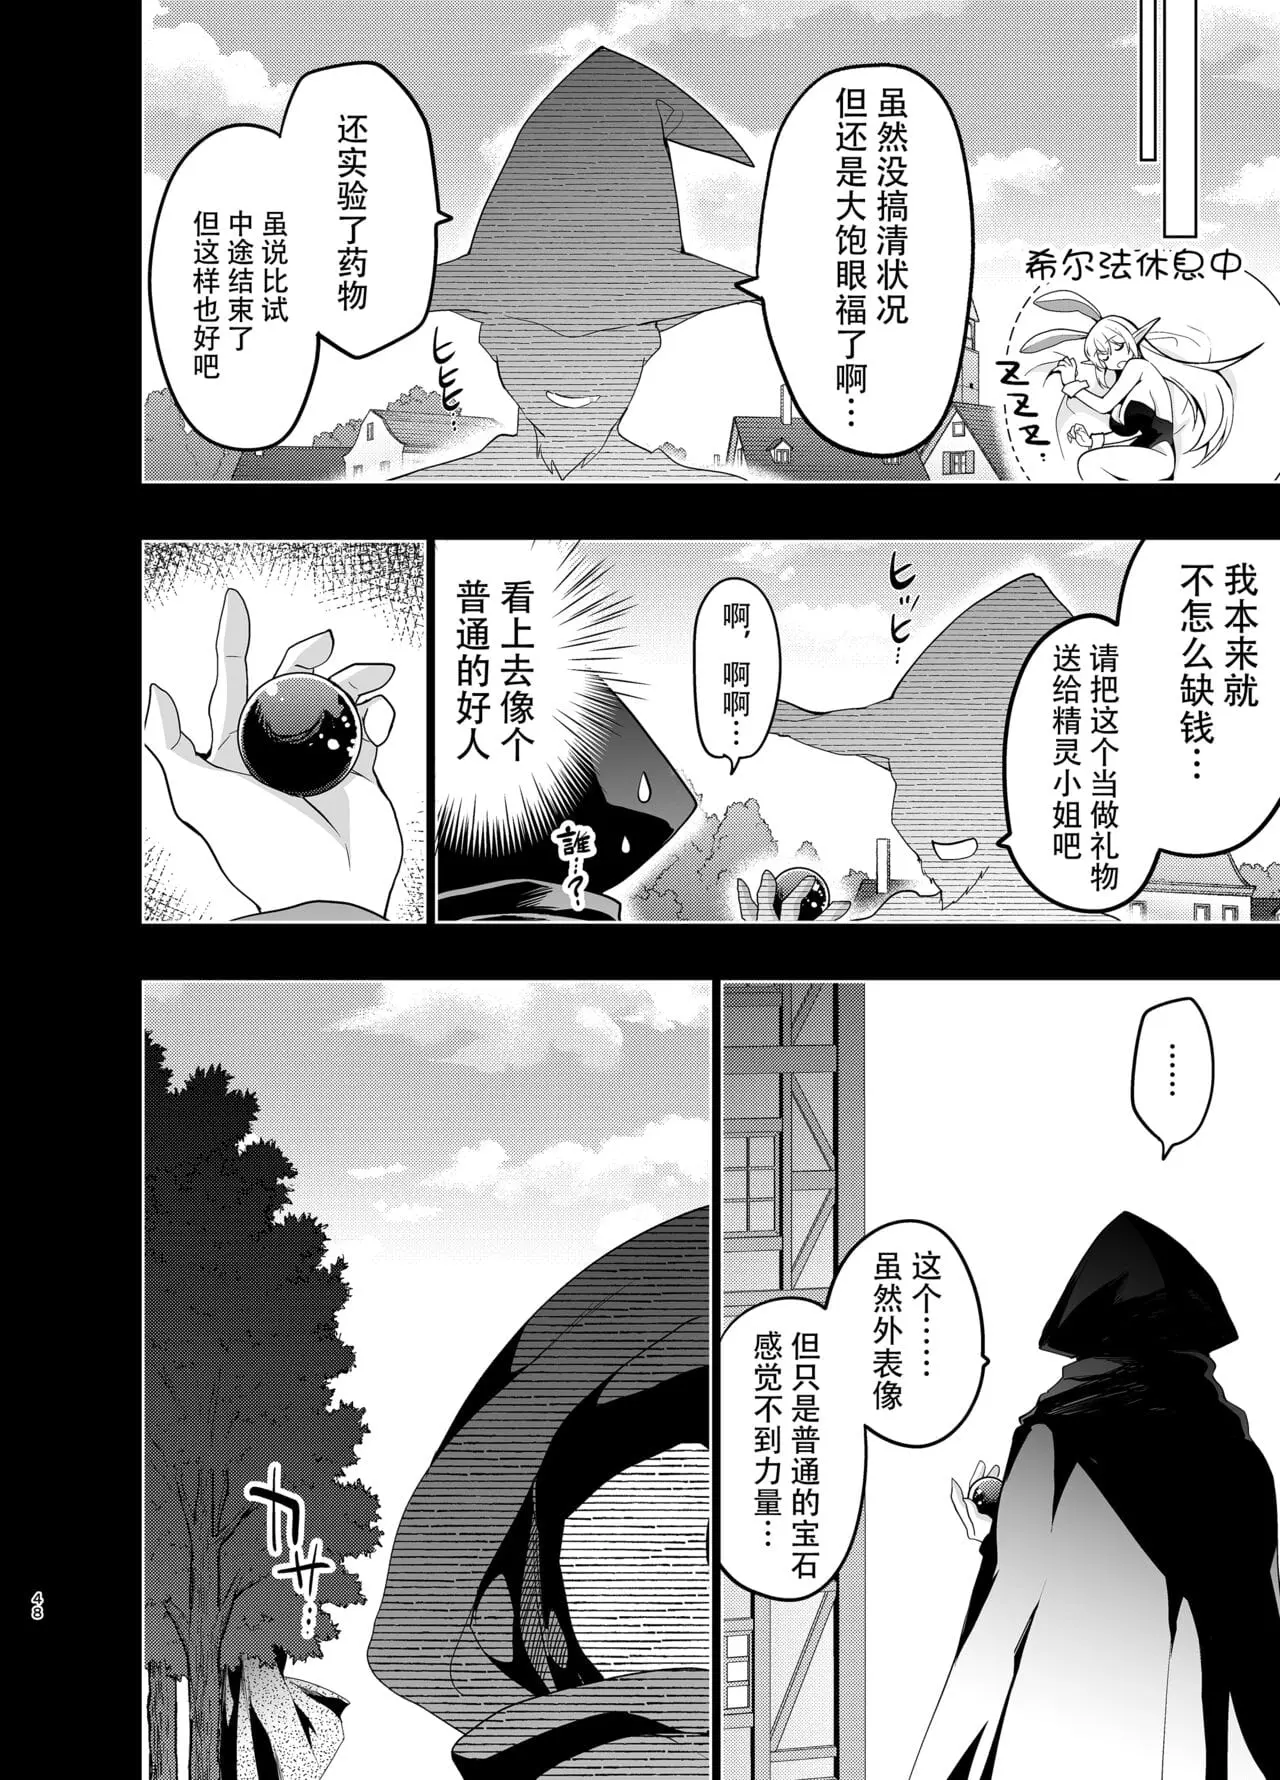 希尔法休息中
Z
Z
Z…
虽然没搞清状况
但还是大饱眼福了啊…
ヒヒヒ…
还实验了药物
虽说比试
中途结束了
但这样也好吧
我本来就
不怎么缺钱…
请把这个当做礼物
送给精灵小姐吧
ヒヒッ…
啊，啊啊…
看上去像个
普通的好人
誰…?
……
这个……
虽然外表像
但只是普通的宝石
感觉不到力量…
カサ…
48